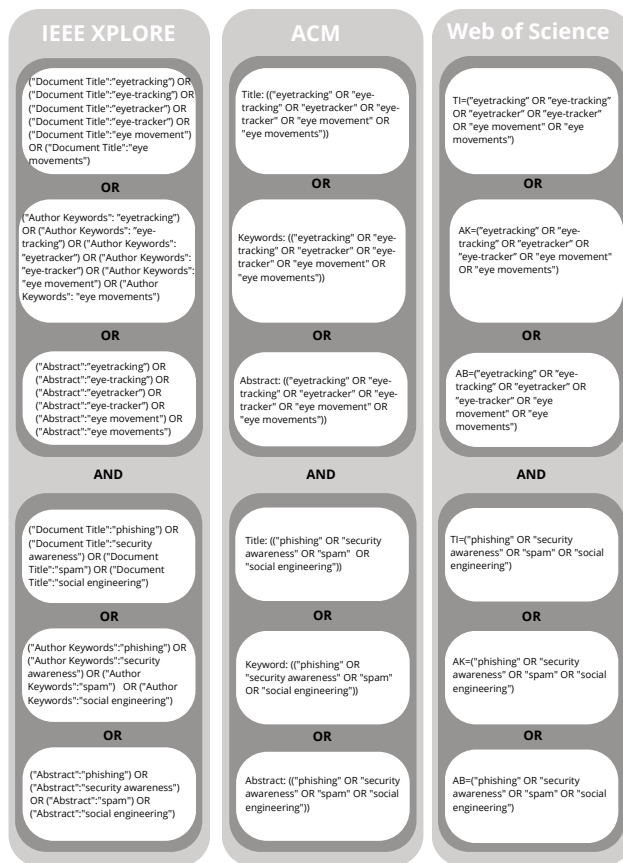 IEEE XPLORE
("Document Title":"eyetracking") OR
("Document Title":"eye-tracking") OR
("Document Title":"eyetracker") OR
("Document Title":"eye-tracker") OR
("Document Title":"eye movement")
OR ("Document Title":"eye
movements")
OR
("Author Keywords": "eyetracking")
OR ("Author Keywords": "eye-
tracking") OR ("Author Keywords":
"eyetracker") OR ("Author Keywords":
"eye-tracker") OR ("Author Keywords":
"eye movement") OR ("Author
Keywords": "eye movements")
OR
("Abstract":"eyetracking") OR
("Abstract":"eye-tracking") OR
("Abstract":"eyetracker") OR
("Abstract":"eye-tracker") OR
("Abstract":"eye movement") OR
("Abstract":"eye movements")
AND
("Document Title":"phishing") OR
("Document Title":"security
awareness") OR ("Document
Title":"spam") OR ("Document
Title":"social engineering")
OR
("Author Keywords":"phishing") OR
("Author Keywords":"security
awareness") OR ("Author
Keywords":"spam") OR ("Author
Keywords":"social engineering")
OR
("Abstract":"phishing") OR
("Abstract":"security awareness")
OR ("Abstract":"spam") OR
("Abstract":"social engineering")
ACM
Title: (("eyetracking" OR "eye-
tracking" OR "eyetracker" OR "eye-
tracker" OR "eye movement" OR
"eye movements"))
OR
Keywords: (("eyetracking" OR "eye-
tracking" OR "eyetracker" OR "eye-
tracker" OR "eye movement" OR
"eye movements"))
OR
Abstract: (("eyetracking" OR "eye-
tracking" OR "eyetracker" OR "eye-
tracker" OR "eye movement" OR
"eye movements"))
AND
Title: (("phishing" OR "security
awareness" OR "spam" OR
"social engineering"))
OR
Keyword: (("phishing" OR
"security awareness" OR "spam"
OR "social engineering"))
OR
Abstract: (("phishing" OR "security
awareness" OR "spam" OR "social
engineering"))
Web of Science
TI=("eyetracking" OR "eye-tracking"
OR "eyetracker" OR "eye-tracker"
OR "eye movement" OR "eye
movements")
OR
AK=("eyetracking" OR "eye-
tracking" OR "eyetracker" OR
"eye-tracker" OR "eye movement"
OR "eye movements")
OR
AB=("eyetracking" OR "eye-
tracking" OR "eyetracker" OR
"eye-tracker" OR "eye
movement" OR "eye
movements")
AND
TI=("phishing" OR "security
awareness" OR "spam" OR "social
engineering")
OR
AK=("phishing" OR "security
awareness" OR "spam" OR "social
engineering")
OR
AB=("phishing" OR "security
awareness" OR "spam" OR "social
engineering")